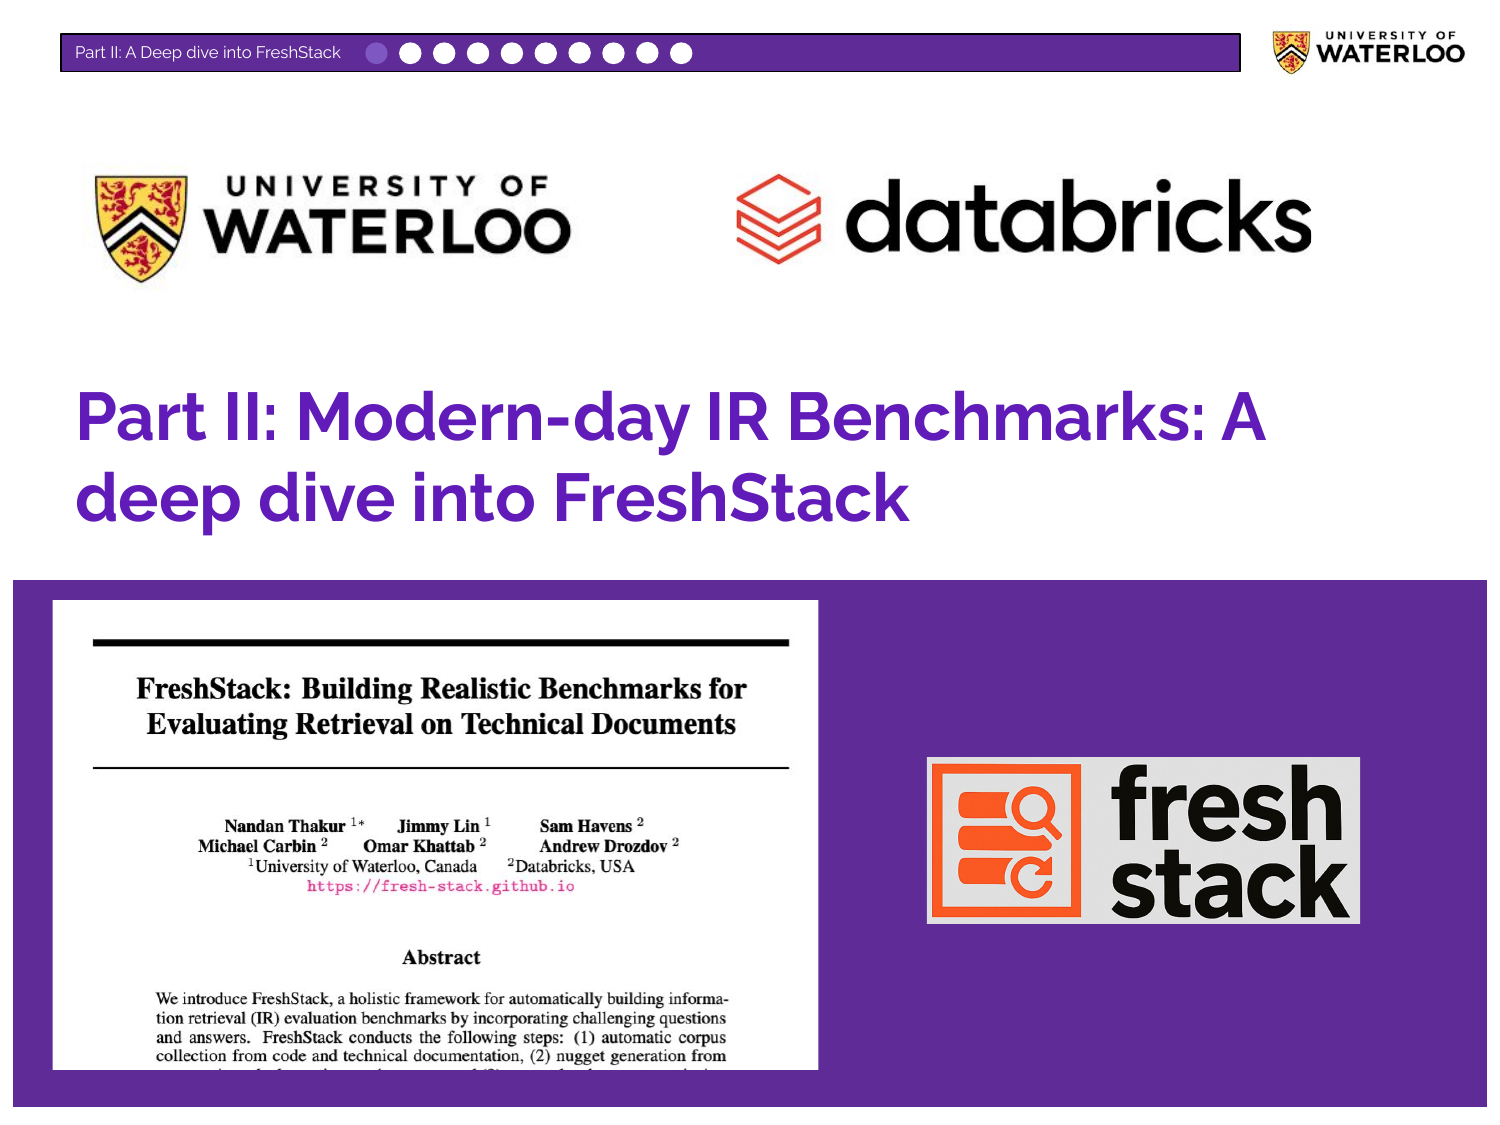 Part II: A Deep dive into FreshStack
UNIVERSITY OF
WATERLOO
UNIVERSITY OF
WATERLOO
databricks
Part II: Modern-day IR Benchmarks: A
deep dive into FreshStack
FreshStack: Building Realistic Benchmarks for
Evaluating Retrieval on Technical Documents
Nandan Thakur 1* Jimmy Lin 1 Sam Havens 2
Michael Carbin 2 Omar Khattab 2 Andrew Drozdov 2
1University of Waterloo, Canada 2Databricks, USA
https://fresh-stack.github.io
Abstract
We introduce FreshStack, a holistic framework for automatically building informa-
tion retrieval (IR) evaluation benchmarks by incorporating challenging questions
and answers. FreshStack conducts the following steps: (1) automatic corpus
collection from code and technical documentation, (2) nugget generation from
fresh
stack